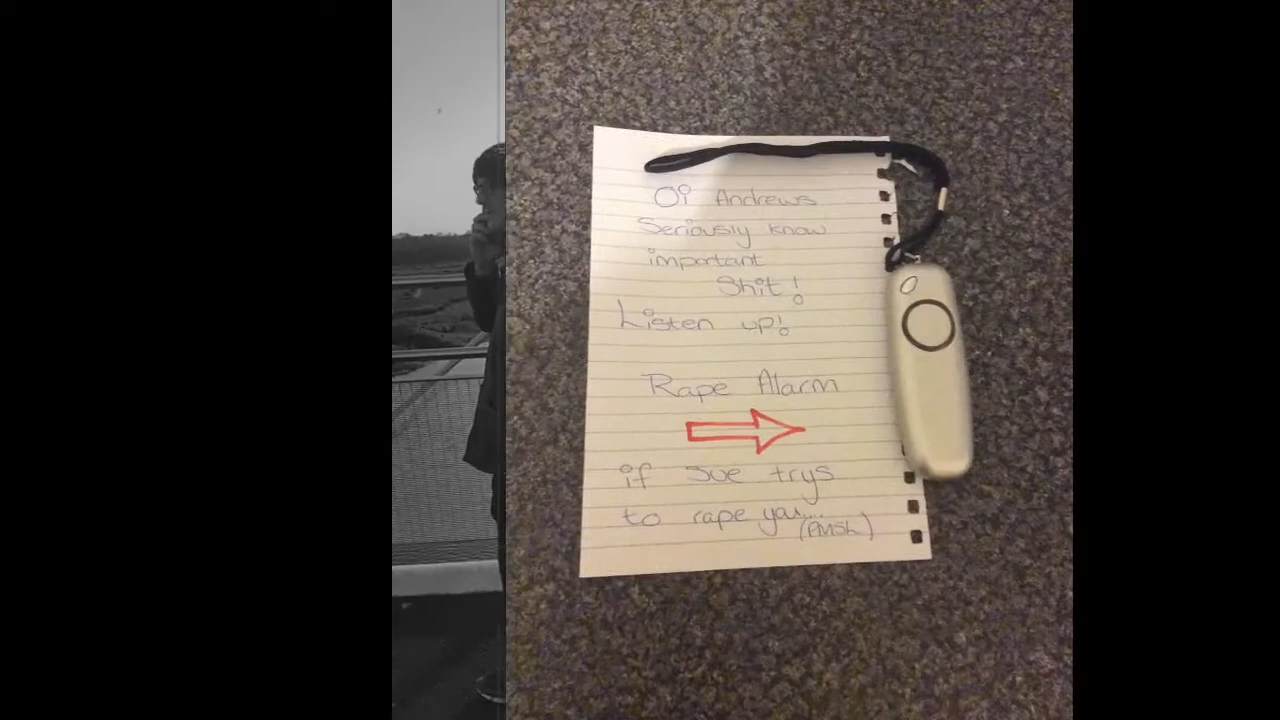 Oi Andrews
Seriously know
important
Shit!
Listen up!
Rape Alarm
if Sue trys
to rape you...
(PMSL)